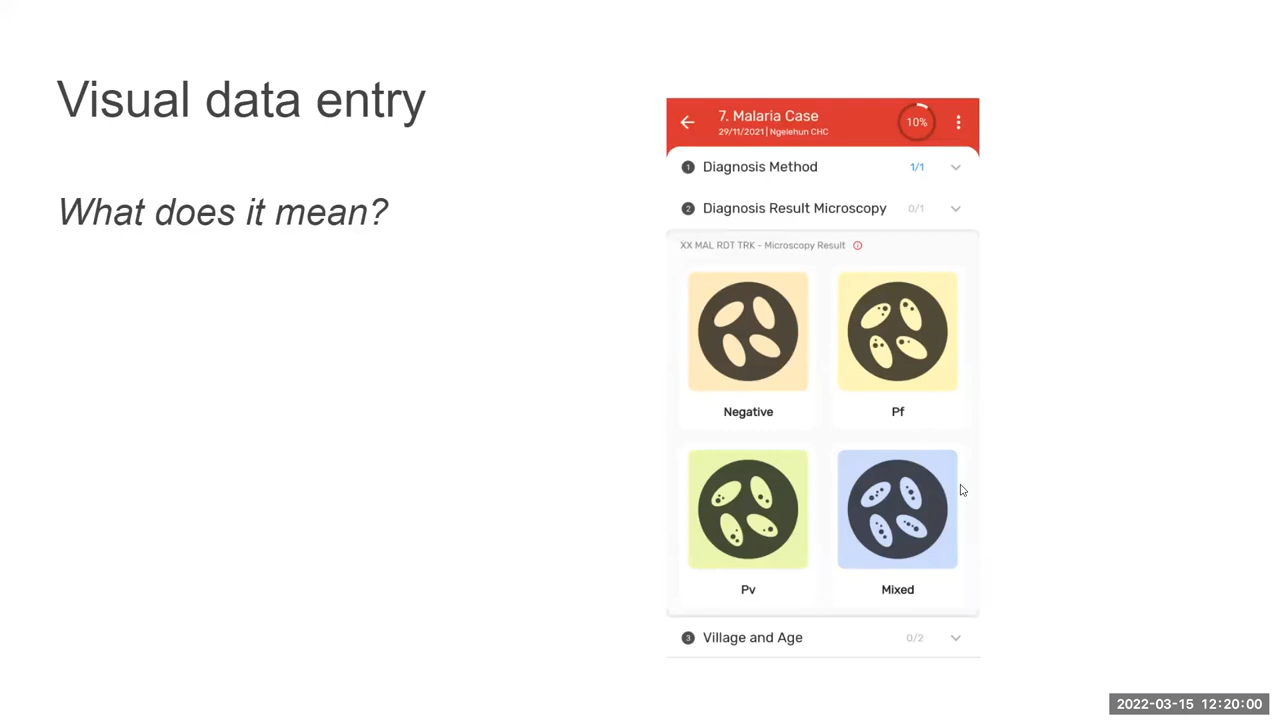 Visual data entry
What does it mean?
7. Malaria Case
29/11/2021 | Ngelehun CHC
10%
1 Diagnosis Method 1/1
2 Diagnosis Result Microscopy 0/1
XX MAL RDT TRK - Microscopy Result
Negative
Pf
Pv
Mixed
3 Village and Age 0/2
2022-03-15 12:20:00